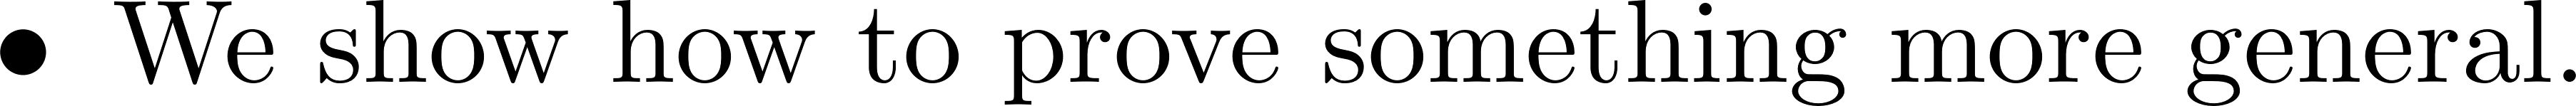 • We show how to prove something more general.